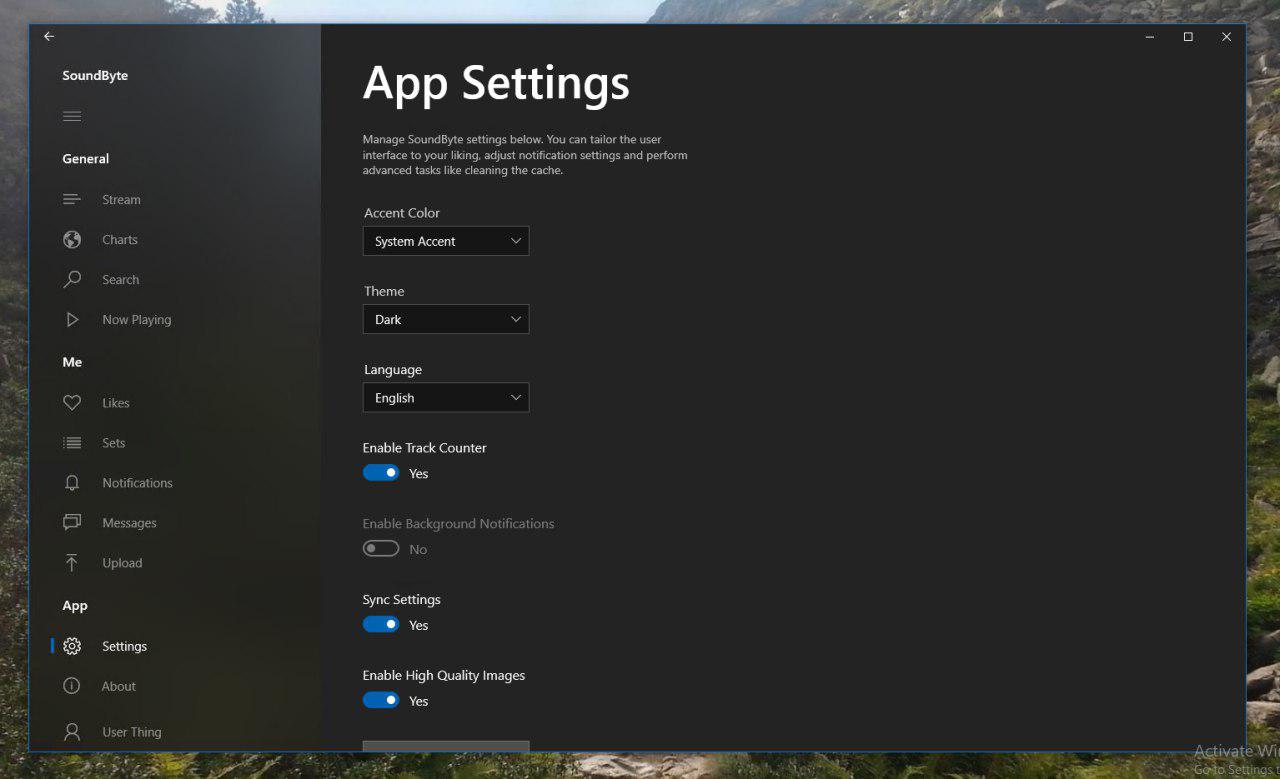 SoundByte
General
Stream
Charts
Search
Now Playing
Me
Likes
Sets
Notifications
Messages
Upload
App
Settings
About
User Thing
App Settings
Manage SoundByte settings below. You can tailor the user
interface to your liking, adjust notification settings and perform
advanced tasks like cleaning the cache.
Accent Color
System Accent
Theme
Dark
Language
English
Enable Track Counter
Yes
Enable Background Notifications
No
Sync Settings
Yes
Enable High Quality Images
Yes
Activate
Go to Settings